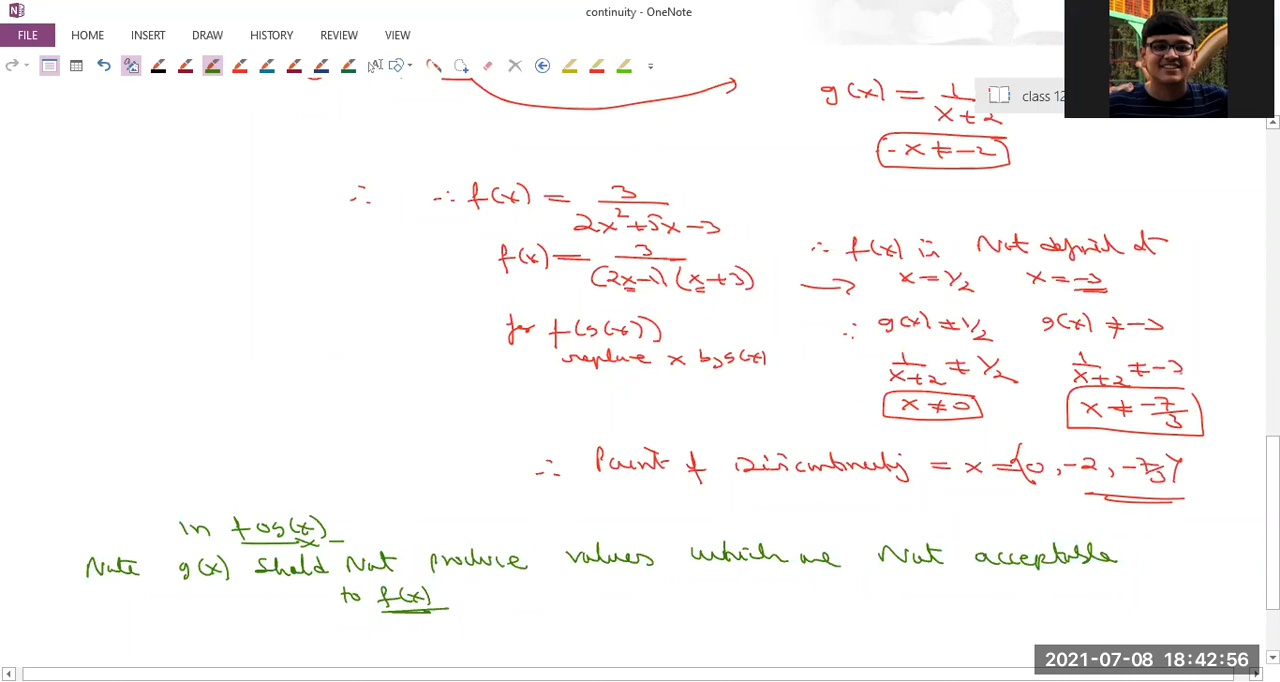 continuity - OneNote
FILE HOME INSERT DRAW HISTORY REVIEW VIEW
class 12
g(x) = 1/(x+2)
x ≠ -2
∴ ∴ f(x) = 3/(2x²+5x-3)
f(x) = 3/((2x-1)(x+3))
∴ f(x) is Not defined at
→ x = 1/2 x = -3
for f(g(x))
replace x by g(x)
∴ g(x) ≠ 1/2 g(x) ≠ -3
1/(x+2) ≠ 1/2 1/(x+2) ≠ -3
x ≠ 0 x ≠ -7/3
∴ Point of Discontinuity = x = {0, -2, -7/3}
in fog(x)
Note g(x) should Not produce values which are Not acceptable
to f(x)
2021-07-08 18:42:56